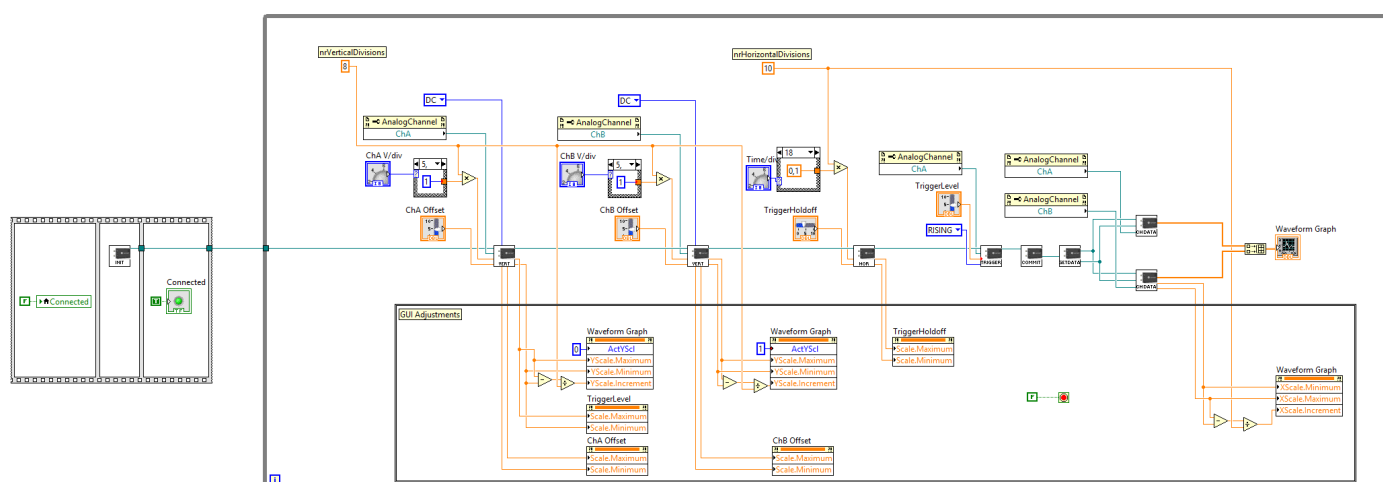 nrVerticalDivisions
8
nrHorizontalDivisions
10
DC
DC
AnalogChannel
ChA
AnalogChannel
ChB
ChA V/div
5,
1
ChB V/div
5,
1
Time/div
18
0,1
AnalogChannel
ChA
AnalogChannel
ChA
AnalogChannel
ChB
TriggerLevel
ChA Offset
ChB Offset
TriggerHoldoff
RISING
Waveform Graph
INIT
VERT
VERT
HOR
TRIGGER
COMMIT
GETDATA
CHDATA
CHDATA
Connected
F
Connected
T
TF
GUI Adjustments
Waveform Graph
0
ActYScl
YScale.Maximum
YScale.Minimum
YScale.Increment
TriggerLevel
Scale.Maximum
Scale.Minimum
ChA Offset
Scale.Maximum
Scale.Minimum
Waveform Graph
1
ActYScl
YScale.Maximum
YScale.Minimum
YScale.Increment
ChB Offset
Scale.Maximum
Scale.Minimum
TriggerHoldoff
Scale.Maximum
Scale.Minimum
F
Waveform Graph
XScale.Minimum
XScale.Maximum
XScale.Increment
i